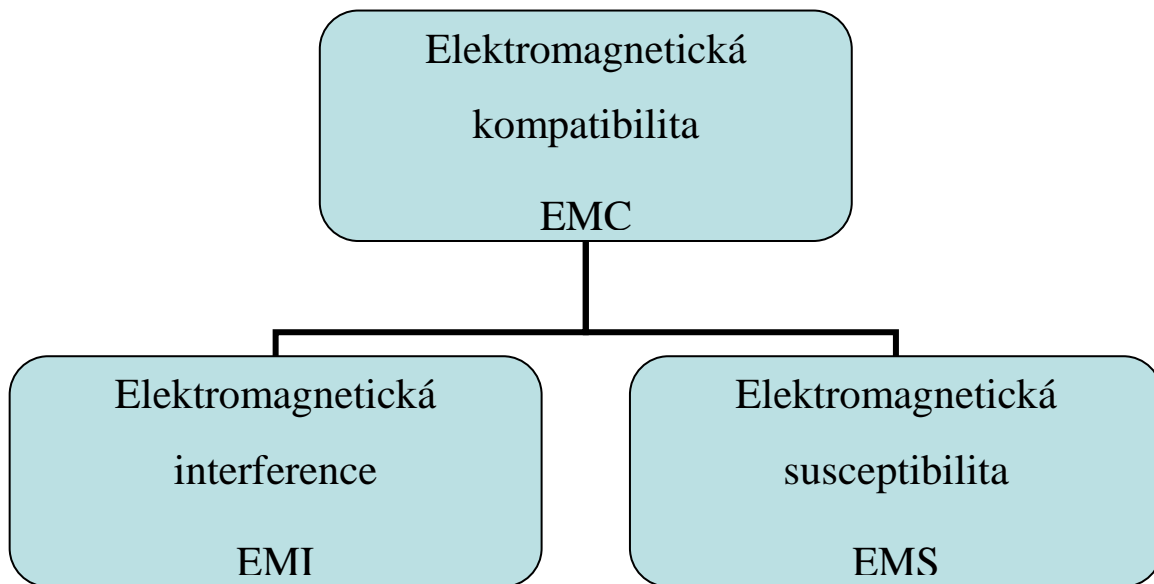 Elektromagnetická
kompatibilita
EMC
Elektromagnetická
interference
EMI
Elektromagnetická
susceptibilita
EMS